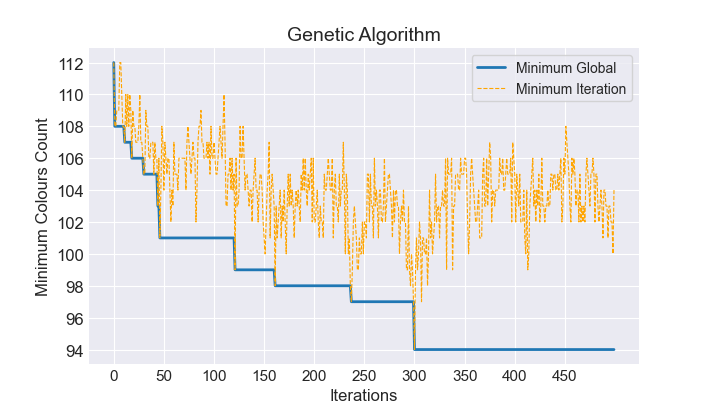 Genetic Algorithm
Minimum Global
Minimum Iteration
Minimum Colours Count
112
110
108
106
104
102
100
98
96
94
0 50 100 150 200 250 300 350 400 450
Iterations